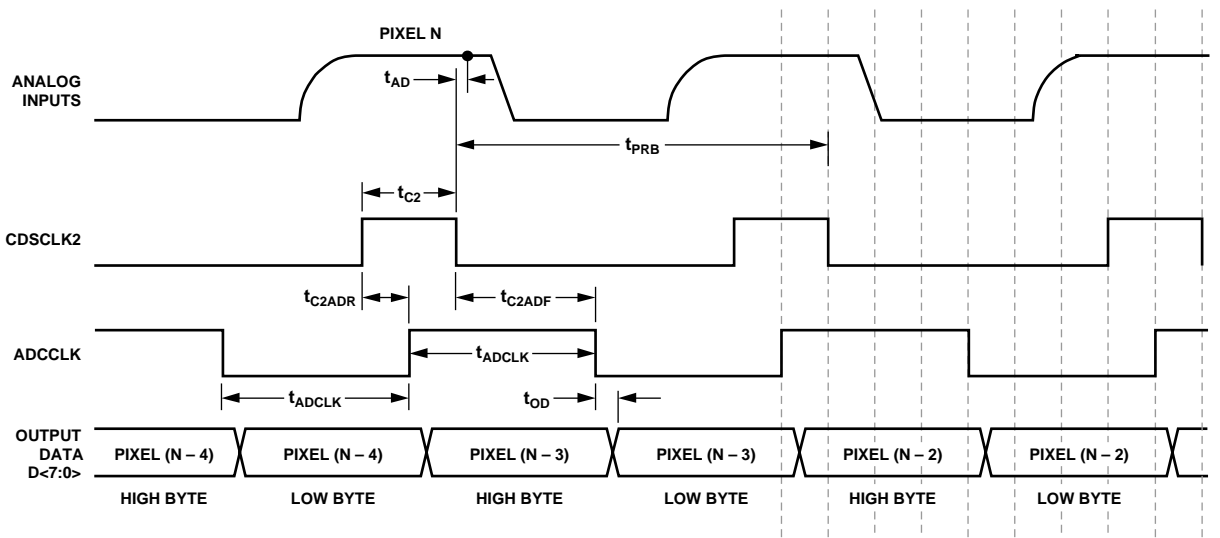 PIXEL N
ANALOG
INPUTS
tAD
tPRB
tC2
CDSCLK2
tC2ADR
tC2ADF
ADCCLK
tADCLK
tADCLK
tOD
OUTPUT
DATA
D<7:0>
PIXEL (N – 4)
PIXEL (N – 4)
PIXEL (N – 3)
PIXEL (N – 3)
PIXEL (N – 2)
PIXEL (N – 2)
HIGH BYTE
LOW BYTE
HIGH BYTE
LOW BYTE
HIGH BYTE
LOW BYTE